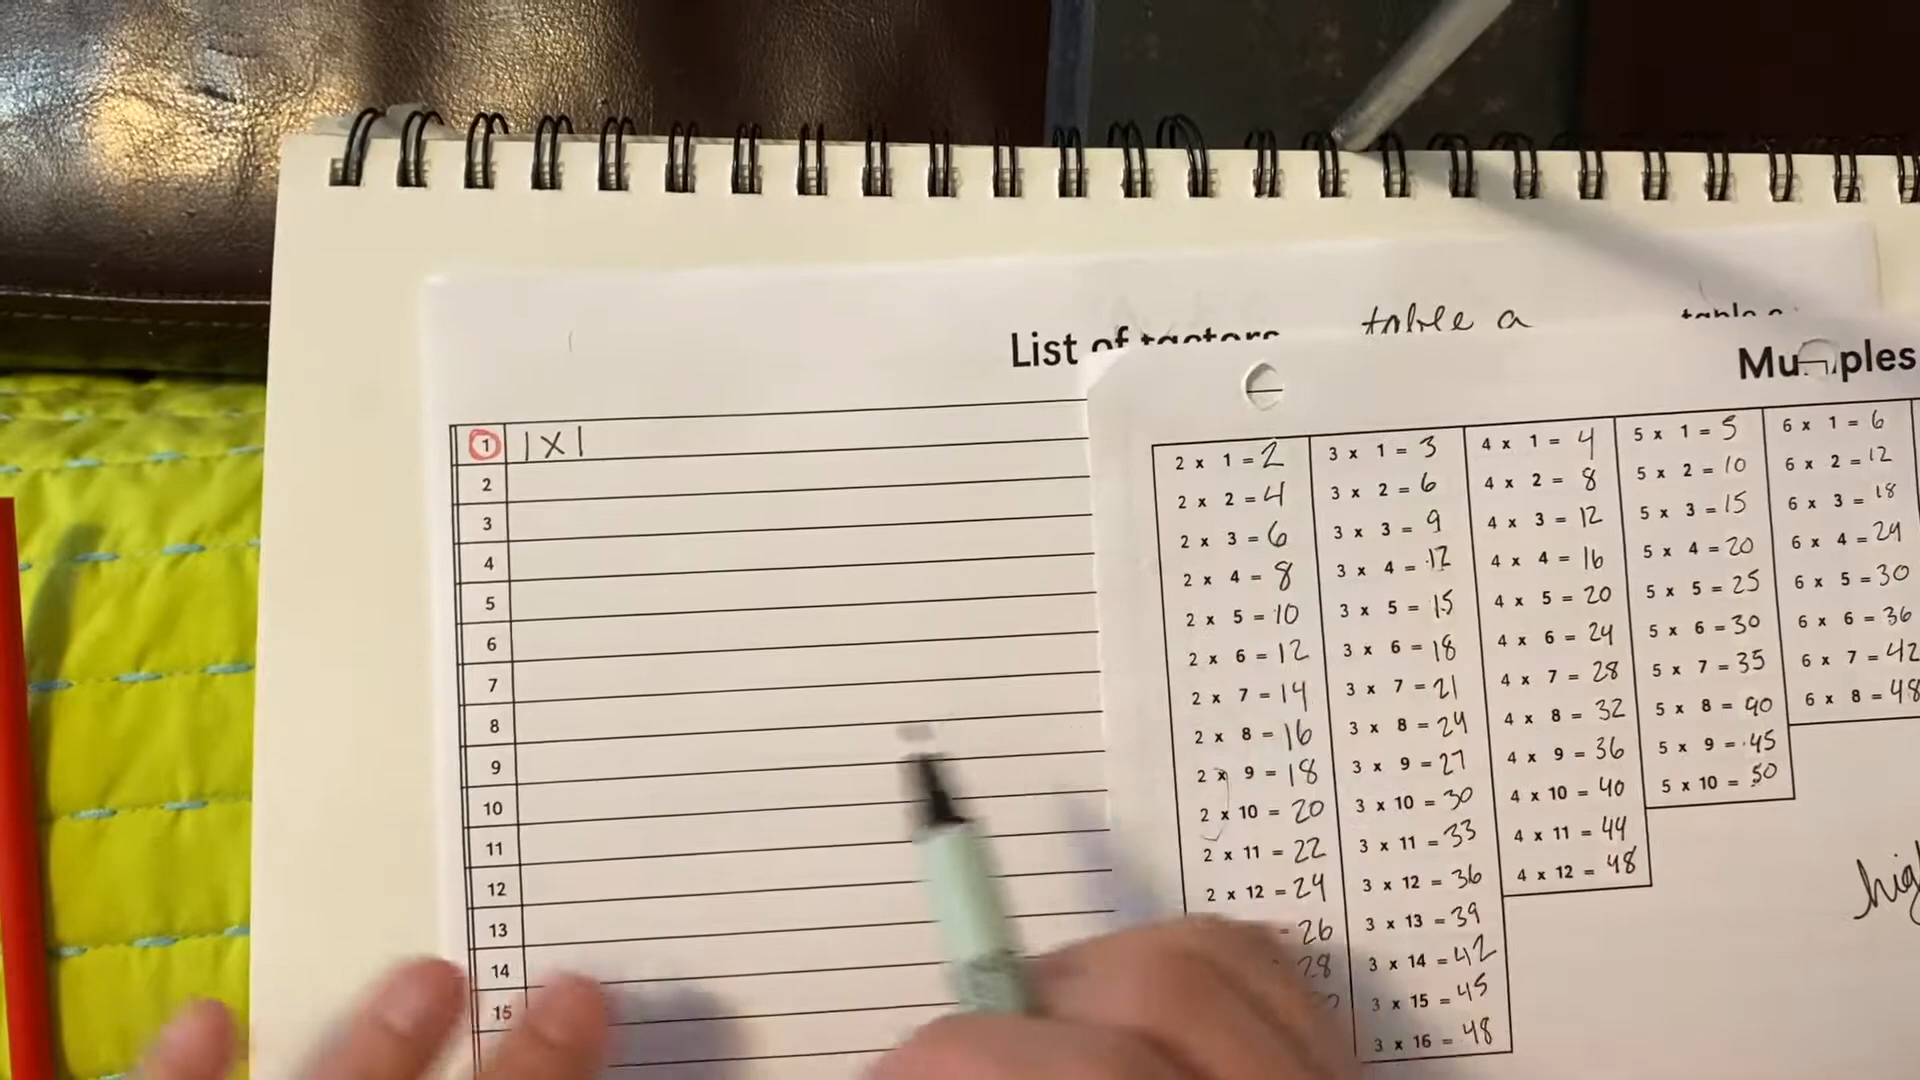 table a
List of factors
1 1x1
2
3
4
5
6
7
8
9
10
11
12
13
14
15
Multiples
2 x 1 = 2
2 x 2 = 4
2 x 3 = 6
2 x 4 = 8
2 x 5 = 10
2 x 6 = 12
2 x 7 = 14
2 x 8 = 16
2 x 9 = 18
2 x 10 = 20
2 x 11 = 22
2 x 12 = 24
= 26
28
3 x 1 = 3
3 x 2 = 6
3 x 3 = 9
3 x 4 = 12
3 x 5 = 15
3 x 6 = 18
3 x 7 = 21
3 x 8 = 24
3 x 9 = 27
3 x 10 = 30
3 x 11 = 33
3 x 12 = 36
3 x 13 = 39
3 x 14 = 42
3 x 15 = 45
3 x 16 = 48
4 x 1 = 4
4 x 2 = 8
4 x 3 = 12
4 x 4 = 16
4 x 5 = 20
4 x 6 = 24
4 x 7 = 28
4 x 8 = 32
4 x 9 = 36
4 x 10 = 40
4 x 11 = 44
4 x 12 = 48
5 x 1 = 5
5 x 2 = 10
5 x 3 = 15
5 x 4 = 20
5 x 5 = 25
5 x 6 = 30
5 x 7 = 35
5 x 8 = 40
5 x 9 = 45
5 x 10 = 50
6 x 1 = 6
6 x 2 = 12
6 x 3 = 18
6 x 4 = 24
6 x 5 = 30
6 x 6 = 36
6 x 7 = 42
6 x 8 = 48